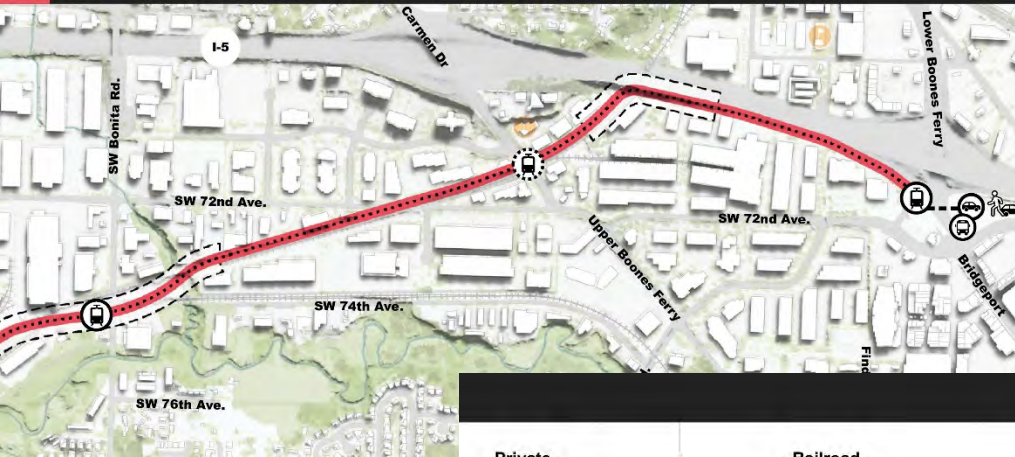 Carmen Dr
Lower Boones Ferry
I-5
SW Bonita Rd.
SW 72nd Ave.
SW 72nd Ave.
Upper Boones Ferry
Bridgeport
SW 74th Ave.
Find
SW 76th Ave.
Private
Railroad